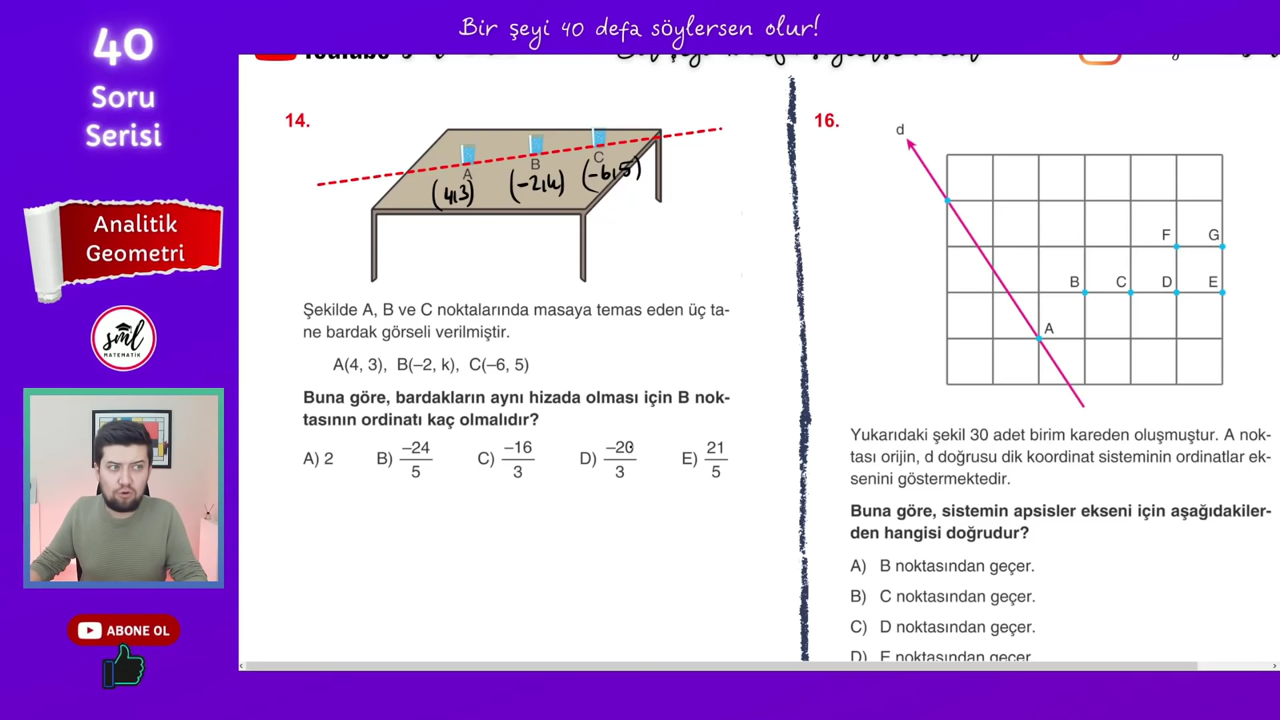 Bir şeyi 40 defa söylersen olur!
40
Soru
Serisi
Analitik
Geometri
sml
MATEMATİK
ABONE OL
14.
A
B
C
(4,3)
(-2,k)
(-6,5)
Şekilde A, B ve C noktalarında masaya temas eden üç ta-
ne bardak görseli verilmiştir.
A(4, 3), B(–2, k), C(–6, 5)
Buna göre, bardakların aynı hizada olması için B nok-
tasının ordinatı kaç olmalıdır?
A) 2 B) –24/5 C) –16/3 D) –26/3 E) 21/5
16.
d
F G
B C D E
A
Yukarıdaki şekil 30 adet birim kareden oluşmuştur. A nok-
tası orijin, d doğrusu dik koordinat sisteminin ordinatlar ek-
senini göstermektedir.
Buna göre, sistemin apsisler ekseni için aşağıdakiler-
den hangisi doğrudur?
A) B noktasından geçer.
B) C noktasından geçer.
C) D noktasından geçer.
D) E noktasından geçer.